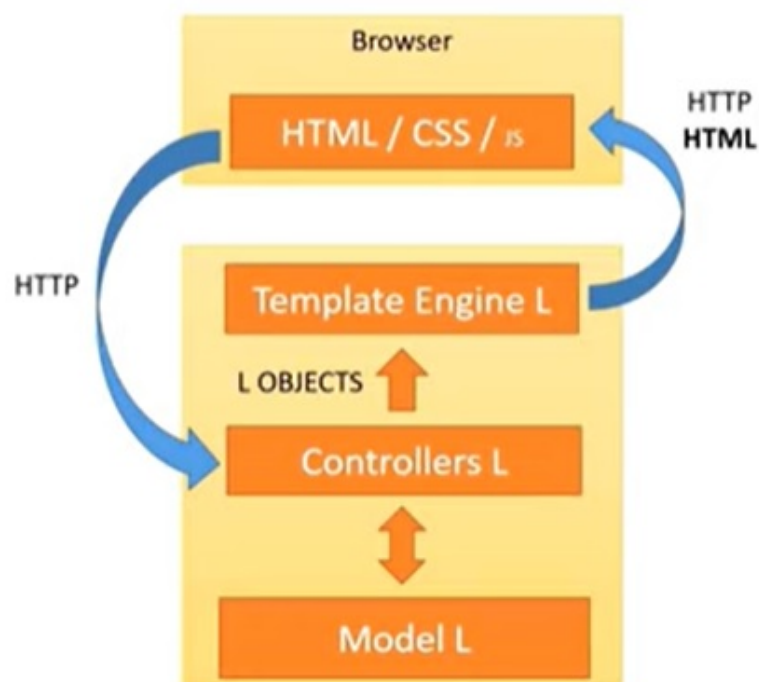 Browser
HTML / CSS / JS
HTTP
HTML
HTTP
Template Engine L
L OBJECTS
Controllers L
Model L